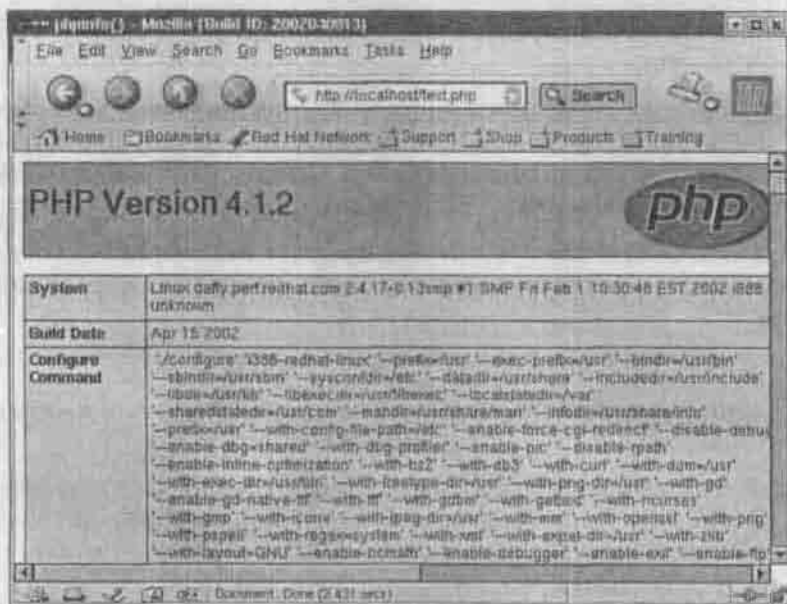 phpinfo() - Mozilla {Build ID: 2002040813}
File Edit View Search Go Bookmarks Tasks Help
http://localhost/test.php Search
Home Bookmarks Red Hat Network Support Shop Products Training
PHP Version 4.1.2
php
System Linux daffy.perf.redhat.com 2.4.17-0.13smp #1 SMP Fri Feb 1 10:30:48 EST 2002 i686
unknown
Build Date Apr 15 2002
Configure './configure' 'i386-redhat-linux' '--prefix=/usr' '--exec-prefix=/usr' '--bindir=/usr/bin'
Command '--sbindir=/usr/sbin' '--sysconfdir=/etc' '--datadir=/usr/share' '--includedir=/usr/include'
'--libdir=/usr/lib' '--libexecdir=/usr/libexec' '--localstatedir=/var'
'--sharedstatedir=/usr/com' '--mandir=/usr/share/man' '--infodir=/usr/share/info'
'--prefix=/usr' '--with-config-file-path=/etc' '--enable-force-cgi-redirect' '--disable-debug
'--enable-dbg=shared' '--with-dbg-profiler' '--enable-pic' '--disable-rpath'
'--enable-inline-optimization' '--with-bz2' '--with-db3' '--with-curl' '--with-dom=/usr'
'--with-exec-dir=/usr/bin' '--with-freetype-dir=/usr' '--with-png-dir=/usr' '--with-gd'
'--enable-gd-native-ttf' '--with-ttf' '--with-gdbm' '--with-gettext' '--with-ncurses'
'--with-gmp' '--with-iconv' '--with-jpeg-dir=/usr' '--with-mm' '--with-openssl' '--with-png'
'--with-pspell' '--with-regex=system' '--with-xml' '--with-expat-dir=/usr' '--with-zlib'
'--with-layout=GNU' '--enable-bcmath' '--enable-debugger' '--enable-exif' '--enable-ftp
Document: Done (2.431 secs)